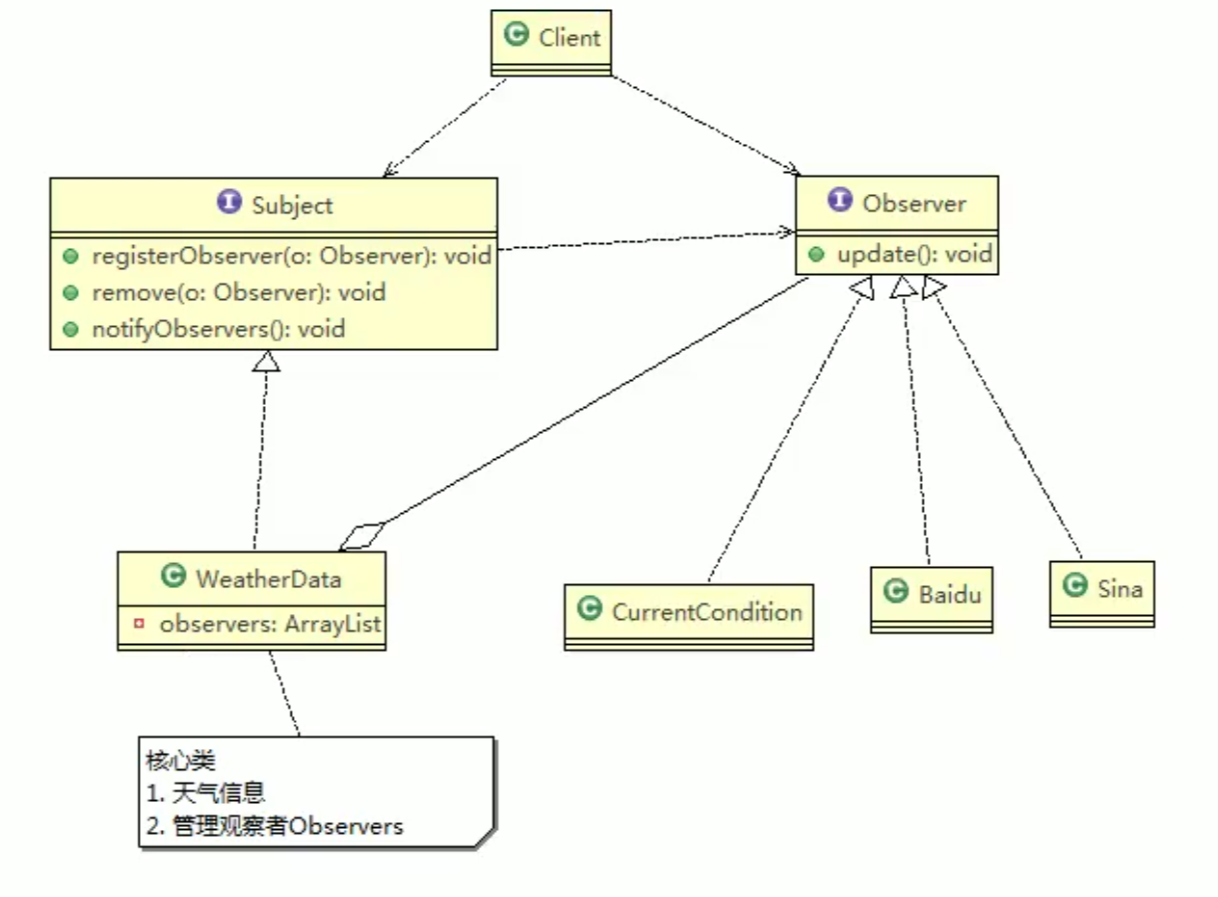 Client
Subject
registerObserver(o: Observer): void
remove(o: Observer): void
notifyObservers(): void
Observer
update(): void
WeatherData
observers: ArrayList
CurrentCondition
Baidu
Sina
核心类
1. 天气信息
2. 管理观察者Observers